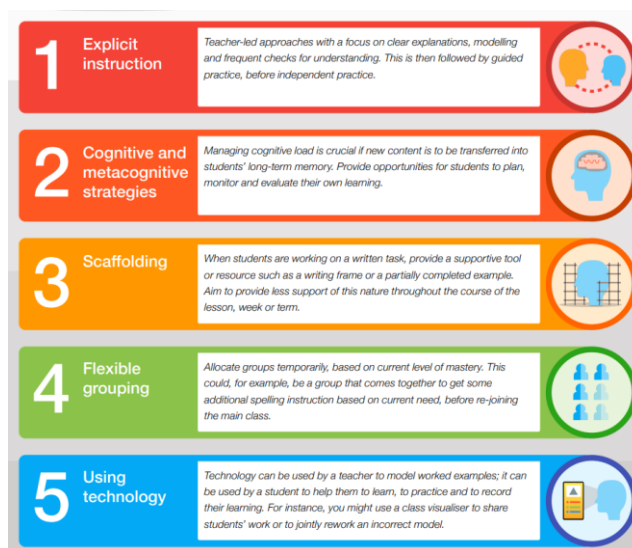 1
Explicit
instruction
Teacher-led approaches with a focus on clear explanations, modelling
and frequent checks for understanding. This is then followed by guided
practice, before independent practice.
2
Cognitive and
metacognitive
strategies
Managing cognitive load is crucial if new content is to be transferred into
students' long-term memory. Provide opportunities for students to plan,
monitor and evaluate their own learning.
3
Scaffolding
When students are working on a written task, provide a supportive tool
or resource such as a writing frame or a partially completed example.
Aim to provide less support of this nature throughout the course of the
lesson, week or term.
4
Flexible
grouping
Allocate groups temporarily, based on current level of mastery. This
could, for example, be a group that comes together to get some
additional spelling instruction based on current need, before re-joining
the main class.
5
Using
technology
Technology can be used by a teacher to model worked examples; it can
be used by a student to help them to learn, to practice and to record
their learning. For instance, you might use a class visualiser to share
students' work or to jointly rework an incorrect model.